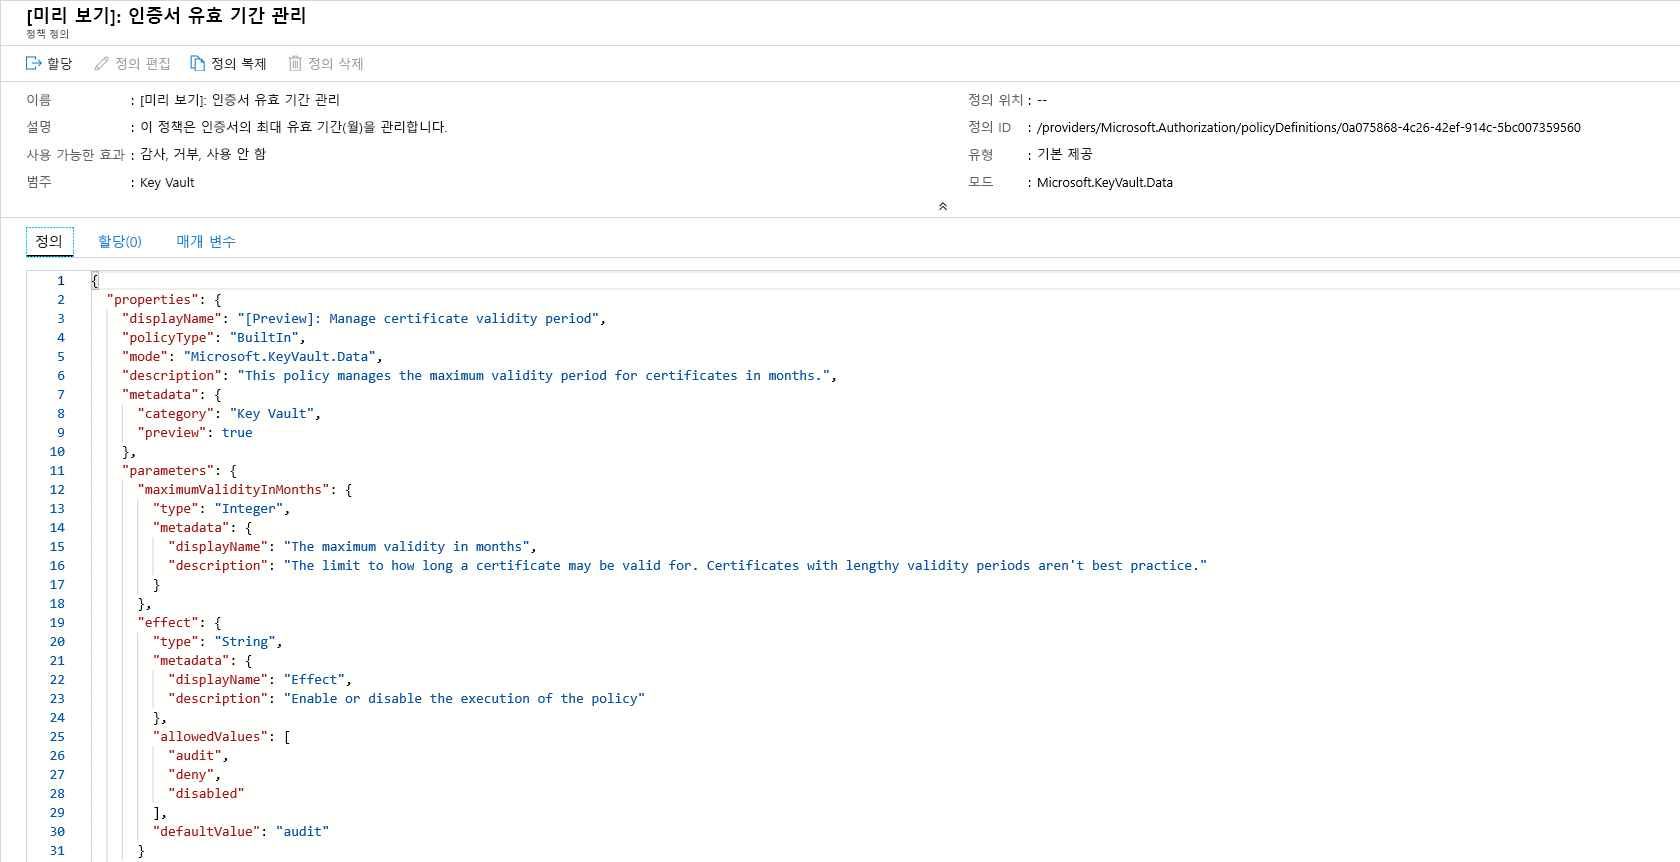 [미리 보기]: 인증서 유효 기간 관리
정책 정의
할당 정의 편집 정의 복제 정의 삭제
이름 : [미리 보기]: 인증서 유효 기간 관리
설명 : 이 정책은 인증서의 최대 유효 기간(월)을 관리합니다.
사용 가능한 효과 : 감사, 거부, 사용 안 함
범주 : Key Vault
정의 위치 : --
정의 ID : /providers/Microsoft.Authorization/policyDefinitions/0a075868-4c26-42ef-914c-5bc007359560
유형 : 기본 제공
모드 : Microsoft.KeyVault.Data
정의 할당(0) 매개 변수
1 {
2 "properties": {
3 "displayName": "[Preview]: Manage certificate validity period",
4 "policyType": "BuiltIn",
5 "mode": "Microsoft.KeyVault.Data",
6 "description": "This policy manages the maximum validity period for certificates in months.",
7 "metadata": {
8 "category": "Key Vault",
9 "preview": true
10 },
11 "parameters": {
12 "maximumValidityInMonths": {
13 "type": "Integer",
14 "metadata": {
15 "displayName": "The maximum validity in months",
16 "description": "The limit to how long a certificate may be valid for. Certificates with lengthy validity periods aren't best practice."
17 }
18 },
19 "effect": {
20 "type": "String",
21 "metadata": {
22 "displayName": "Effect",
23 "description": "Enable or disable the execution of the policy"
24 },
25 "allowedValues": [
26 "audit",
27 "deny",
28 "disabled"
29 ],
30 "defaultValue": "audit"
31 }